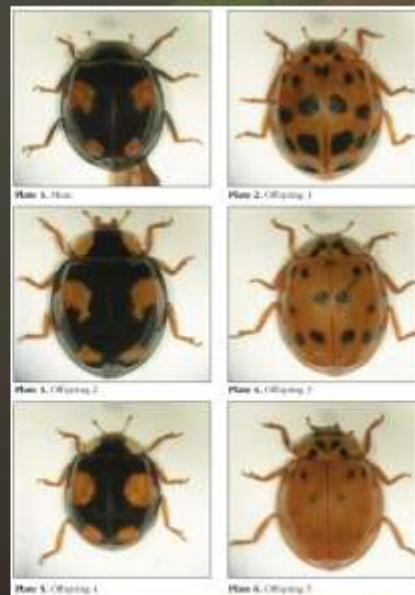 Plate 1. Mum
Plate 2. Offspring 1
Plate 3. Offspring 2
Plate 4. Offspring 3
Plate 5. Offspring 4
Plate 6. Offspring 5